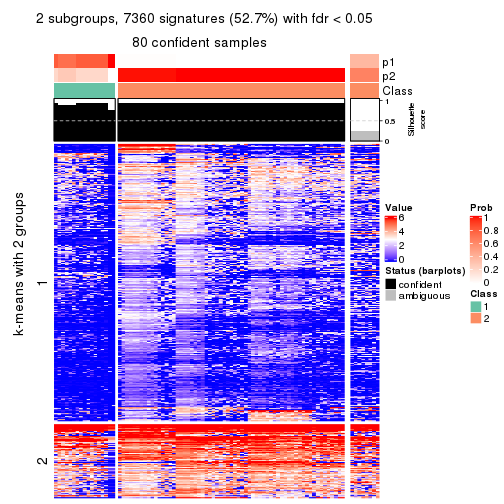 2 subgroups, 7360 signatures (52.7%) with fdr < 0.05
80 confident samples
p1
p2
Class
1
0.5
0
Silhouette
score
k-means with 2 groups
1
2
Value
6
4
2
0
Status (barplots)
confident
ambiguous
Prob
1
0.8
0.6
0.4
0.2
0
Class
1
2